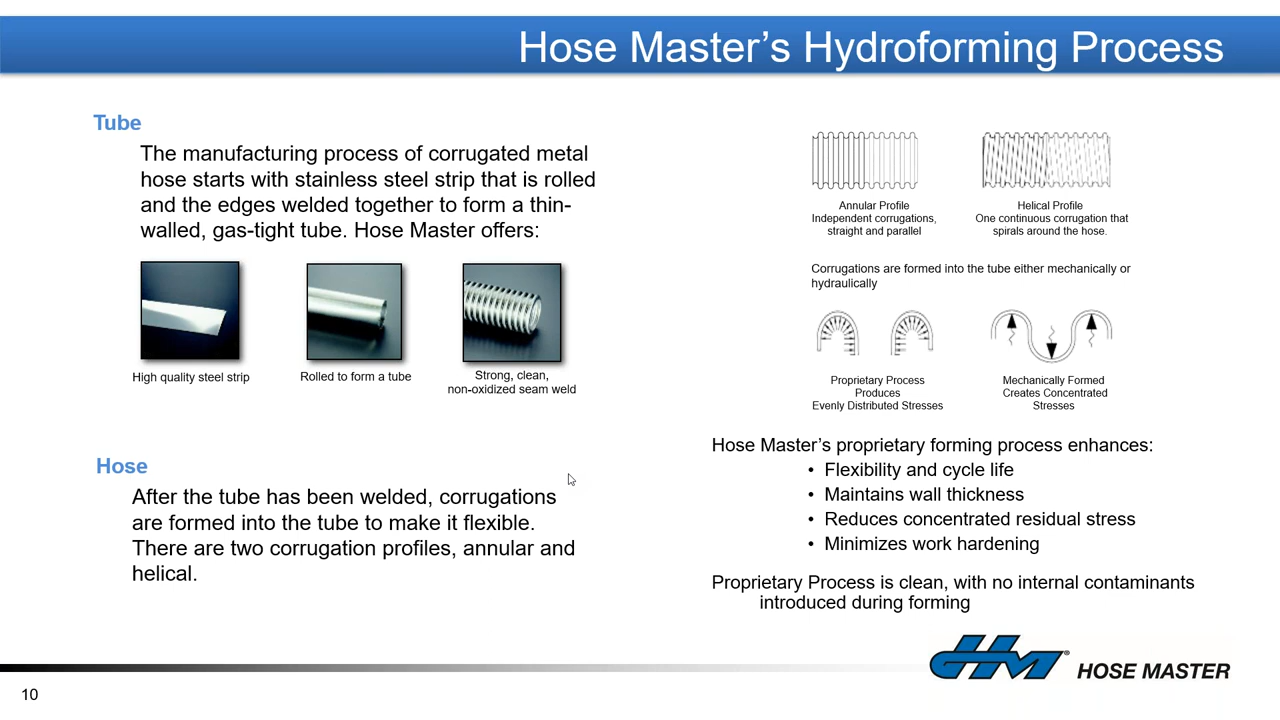 Hose Master’s Hydroforming Process
Tube
The manufacturing process of corrugated metal
hose starts with stainless steel strip that is rolled
and the edges welded together to form a thin-
walled, gas-tight tube. Hose Master offers:
High quality steel strip
Rolled to form a tube
Strong, clean,
non-oxidized seam weld
Hose
After the tube has been welded, corrugations
are formed into the tube to make it flexible.
There are two corrugation profiles, annular and
helical.
Annular Profile
Independent corrugations,
straight and parallel
Helical Profile
One continuous corrugation that
spirals around the hose.
Corrugations are formed into the tube either mechanically or
hydraulically
Proprietary Process
Produces
Evenly Distributed Stresses
Mechanically Formed
Creates Concentrated
Stresses
Hose Master’s proprietary forming process enhances:
• Flexibility and cycle life
• Maintains wall thickness
• Reduces concentrated residual stress
• Minimizes work hardening
Proprietary Process is clean, with no internal contaminants
introduced during forming
HM® HOSE MASTER
10